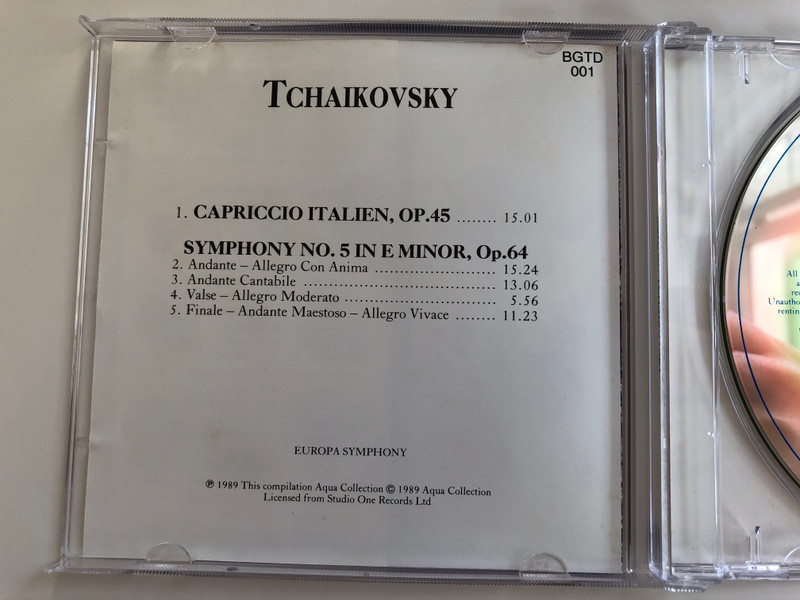 BGTD
001
TCHAIKOVSKY
1. CAPRICCIO ITALIEN, OP.45 ........ 15.01
SYMPHONY NO. 5 IN E MINOR, Op.64
2. Andante – Allegro Con Anima ........................ 15.24
3. Andante Cantabile ...................................... 13.06
4. Valse – Allegro Moderato .............................. 5.56
5. Finale – Andante Maestoso – Allegro Vivace ........ 11.23
EUROPA SYMPHONY
℗ 1989 This compilation Aqua Collection © 1989 Aqua Collection
Licensed from Studio One Records Ltd
All